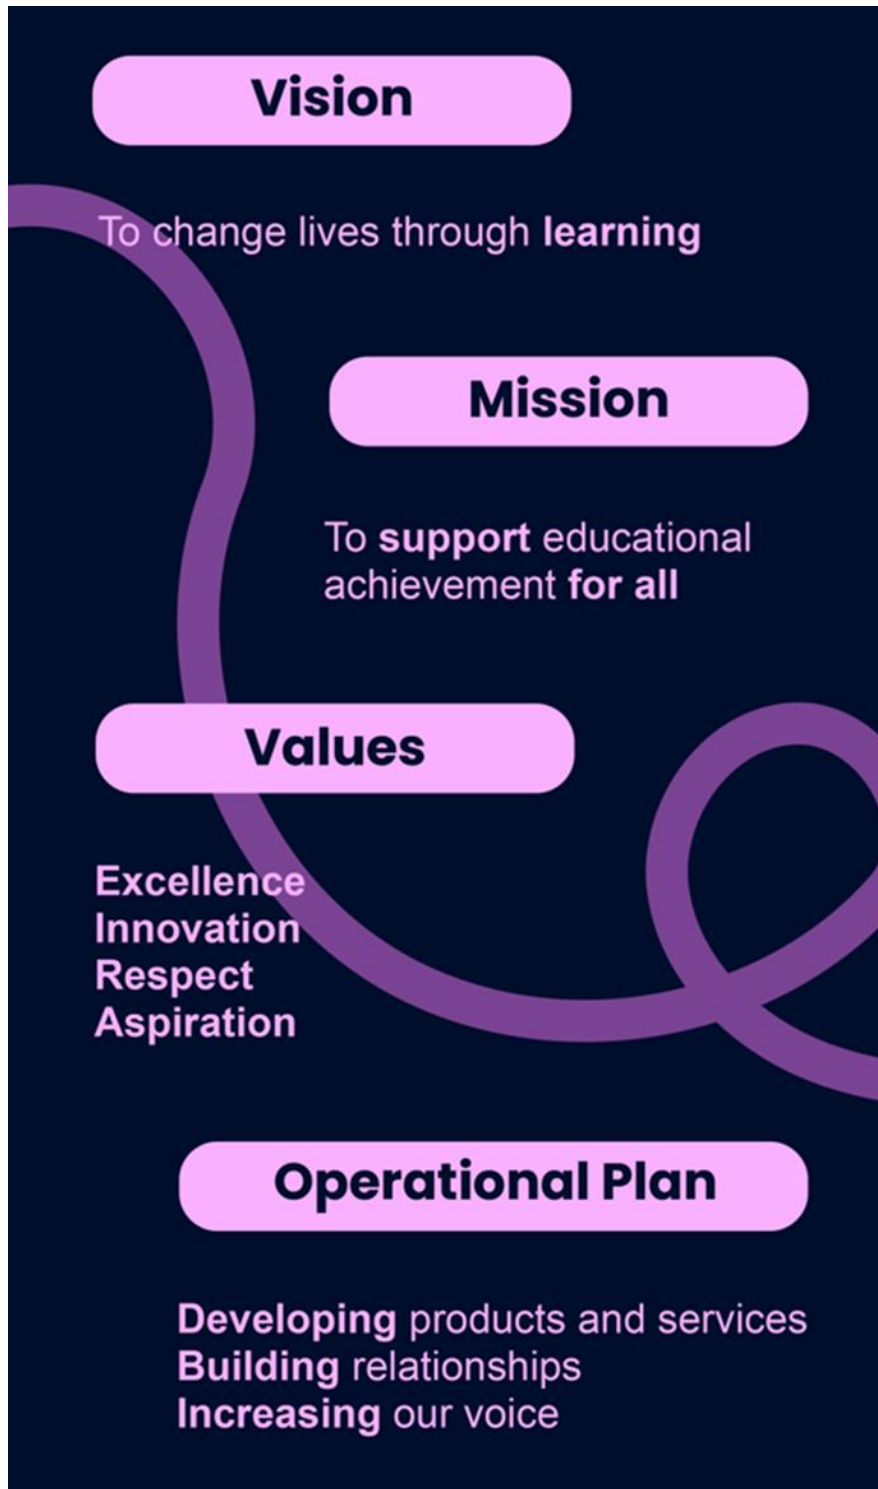 Vision
To change lives through learning
Mission
To support educational
achievement for all
Values
Excellence
Innovation
Respect
Aspiration
Operational Plan
Developing products and services
Building relationships
Increasing our voice